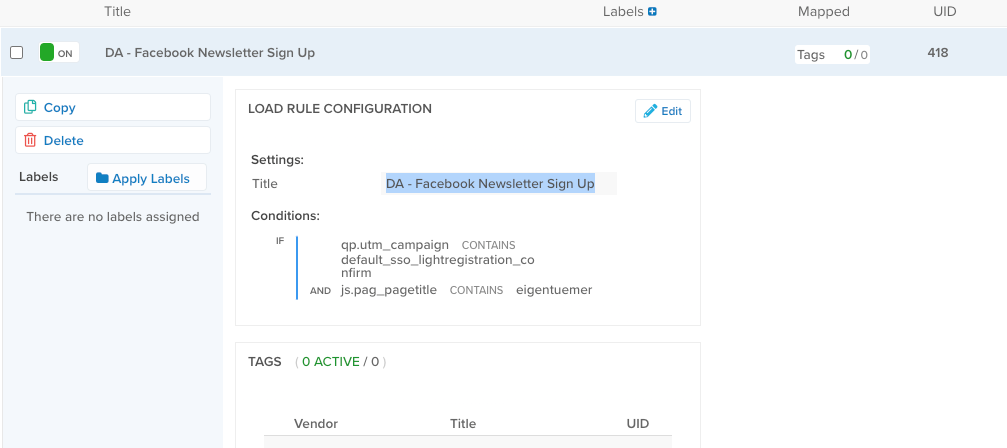 Title Labels Mapped UID
ON DA - Facebook Newsletter Sign Up Tags 0 / 0 418
Copy
Delete
Labels Apply Labels
There are no labels assigned
LOAD RULE CONFIGURATION Edit
Settings:
Title DA - Facebook Newsletter Sign Up
Conditions:
IF qp.utm_campaign CONTAINS
default_sso_lightregistration_co
nfirm
AND js.pag_pagetitle CONTAINS eigentuemer
TAGS ( 0 ACTIVE / 0 )
Vendor Title UID